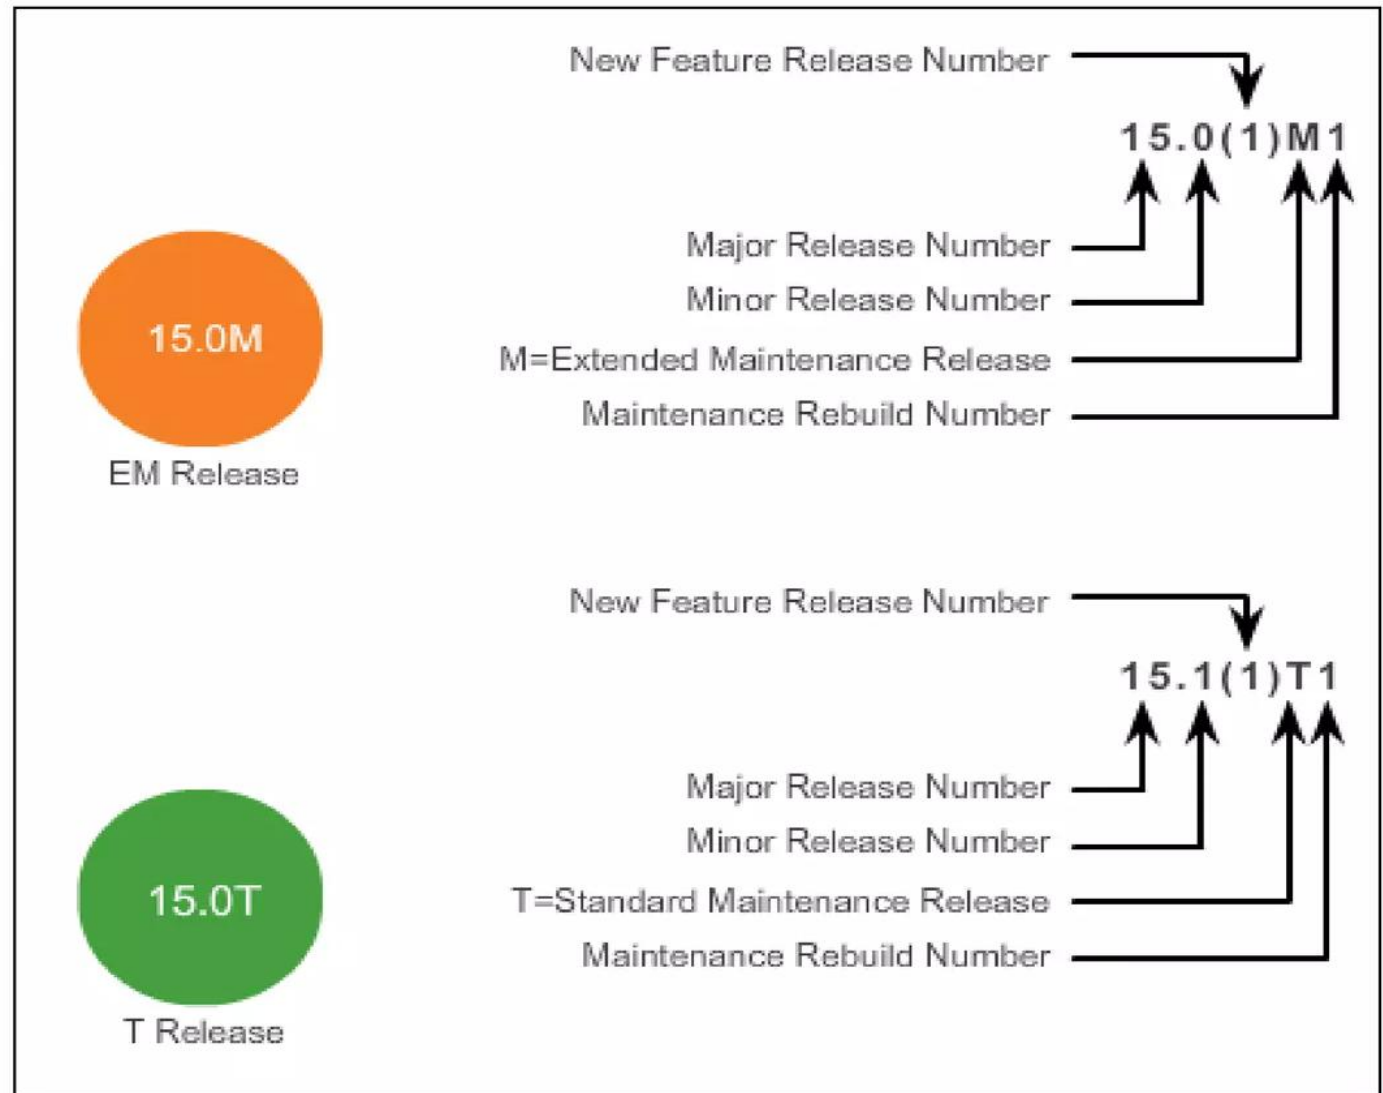 New Feature Release Number
15.0(1)M1
Major Release Number
Minor Release Number
M=Extended Maintenance Release
Maintenance Rebuild Number
15.0M
EM Release
New Feature Release Number
15.1(1)T1
Major Release Number
Minor Release Number
T=Standard Maintenance Release
Maintenance Rebuild Number
15.0T
T Release